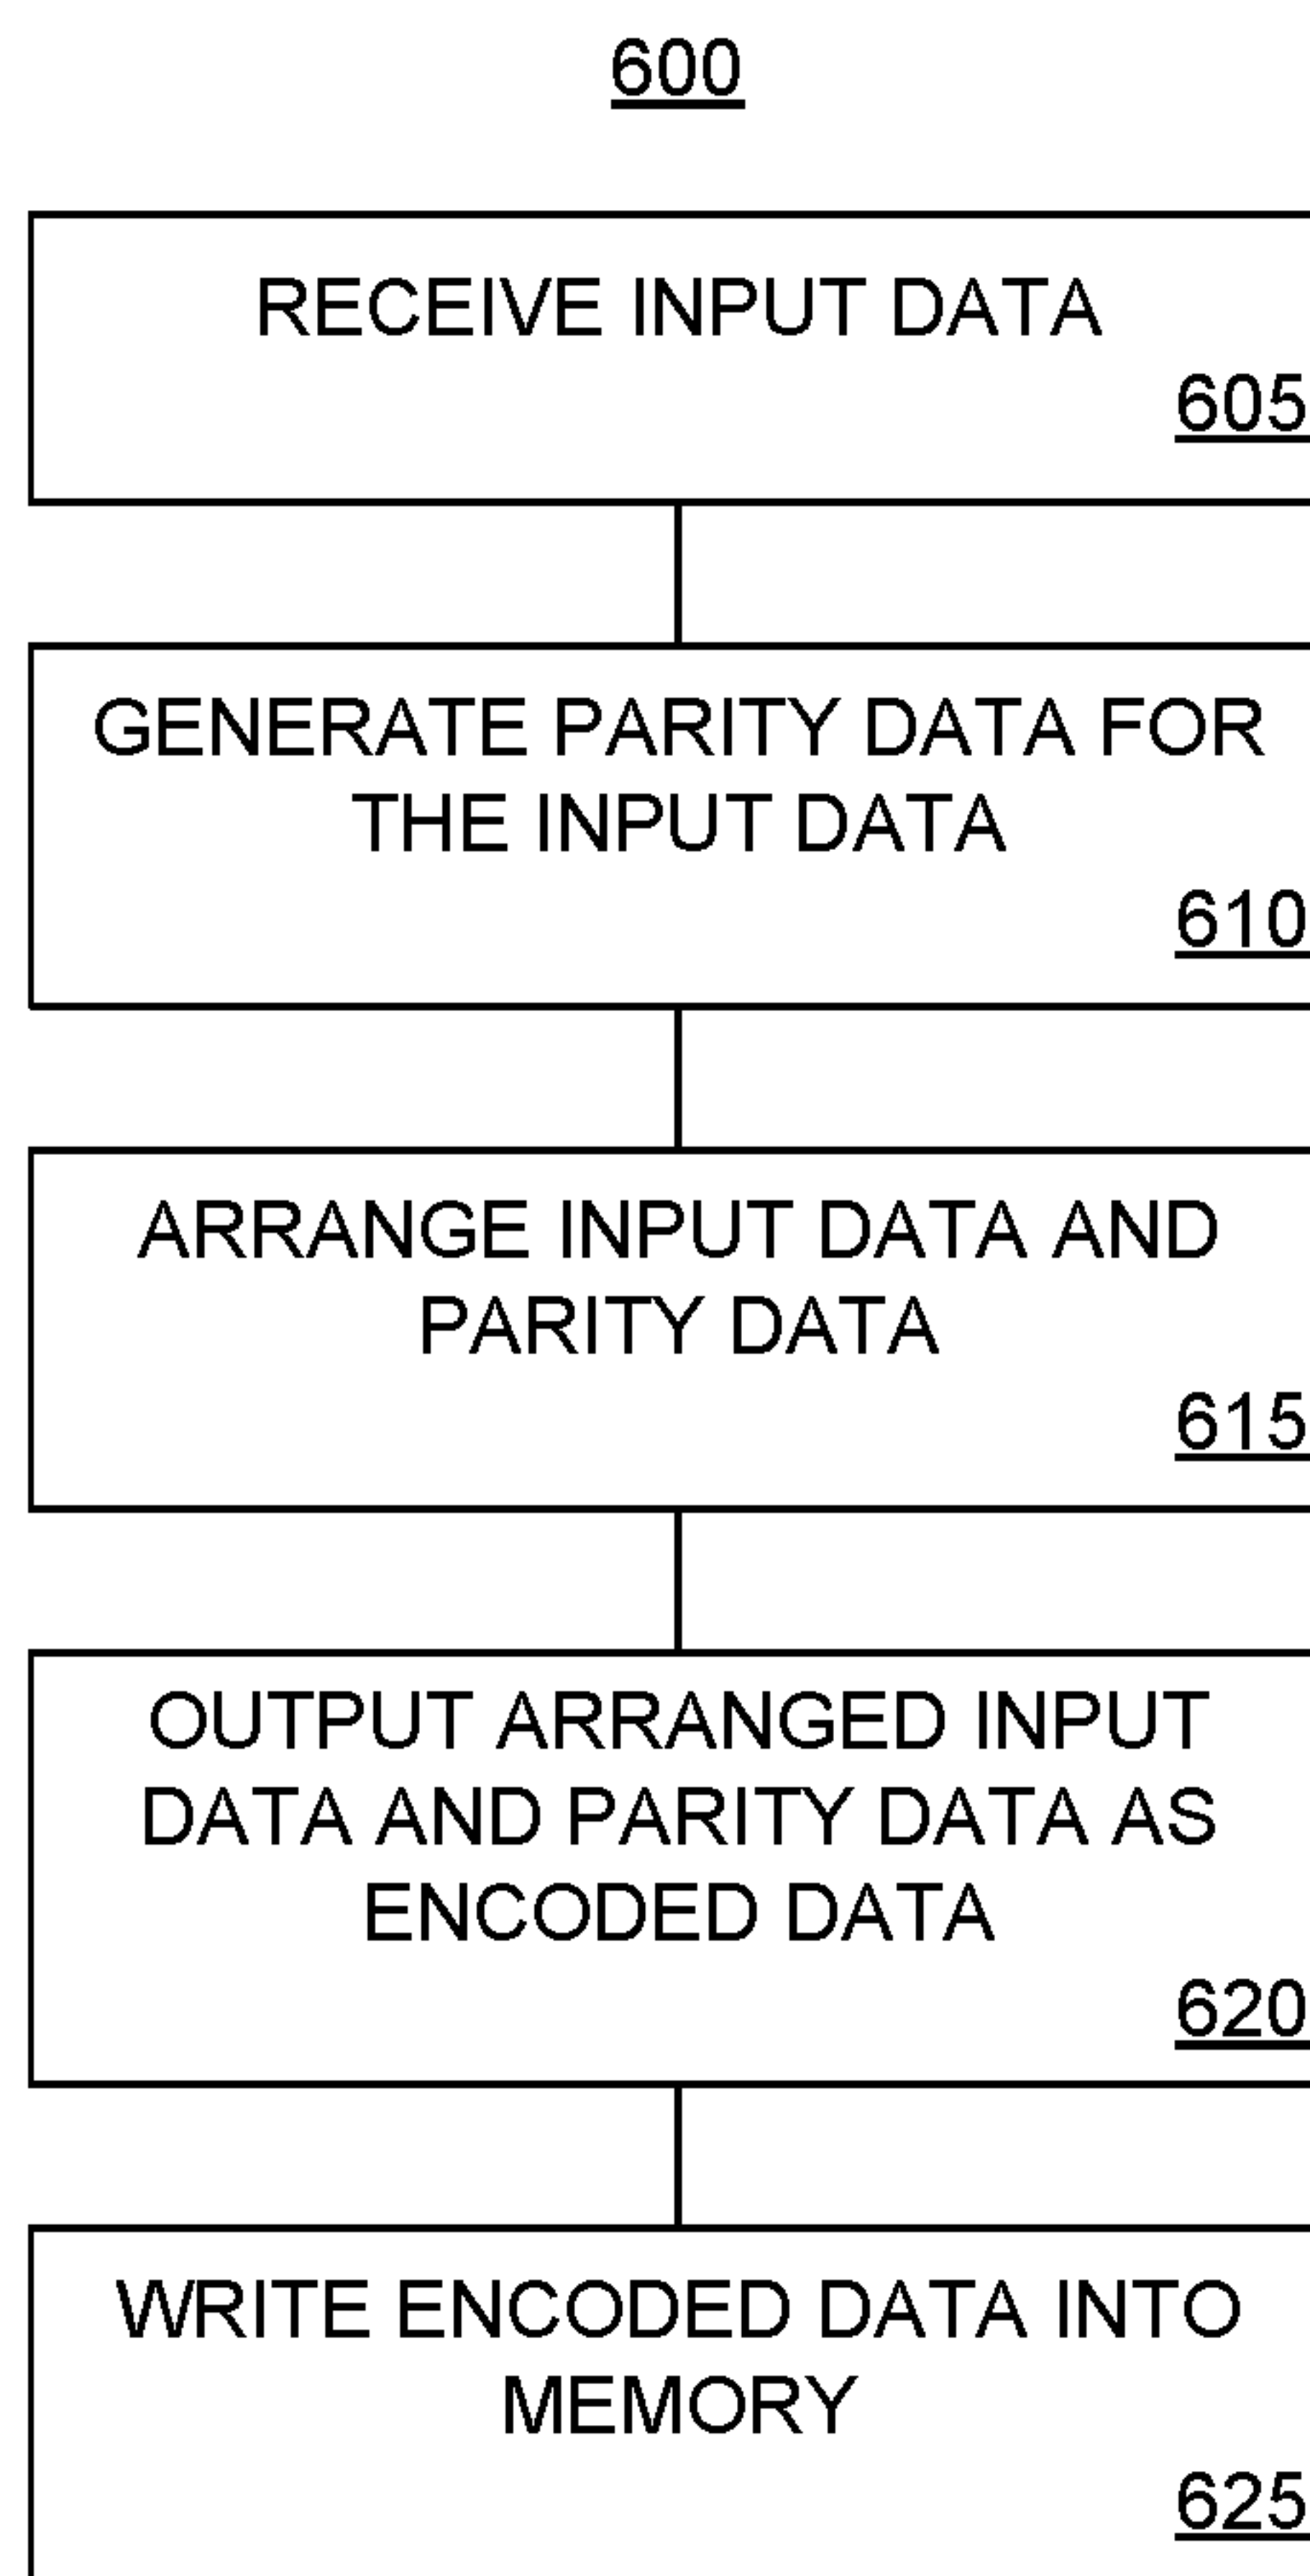 600
RECEIVE INPUT DATA
605
GENERATE PARITY DATA FOR
THE INPUT DATA
610
ARRANGE INPUT DATA AND
PARITY DATA
615
OUTPUT ARRANGED INPUT
DATA AND PARITY DATA AS
ENCODED DATA
620
WRITE ENCODED DATA INTO
MEMORY
625